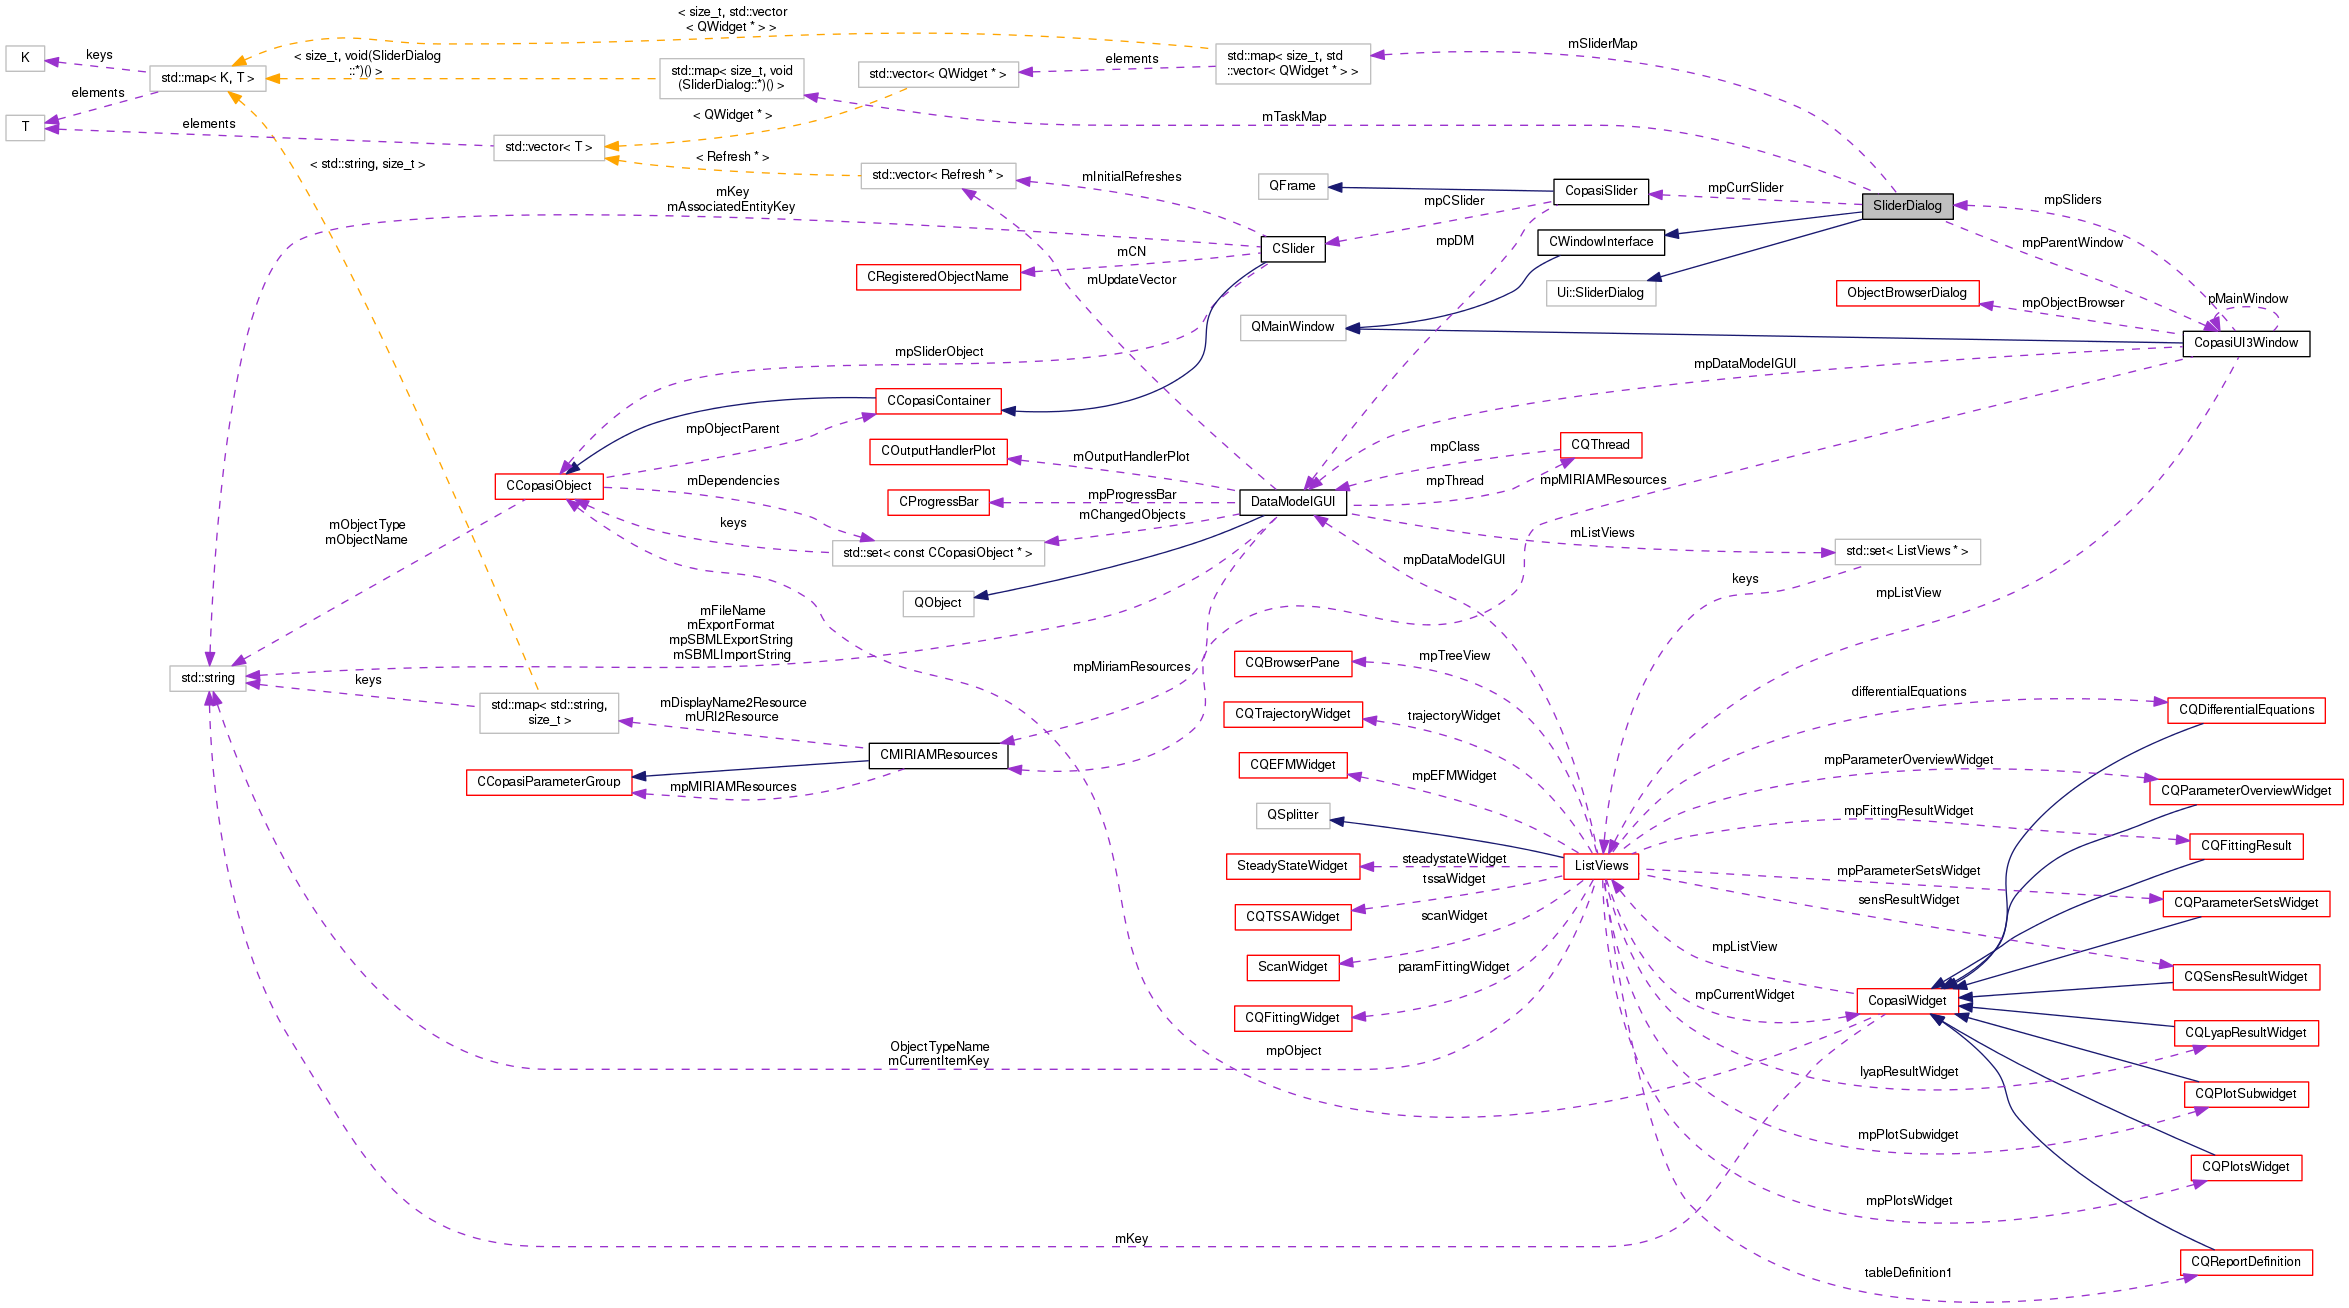 < size_t, std::vector
< QWidget * > >
mSliderMap
K
keys
std::map< K, T >
< size_t, void(SliderDialog
::*)() >
std::map< size_t, void
(SliderDialog::*)() >
std::vector< QWidget * >
elements
std::map< size_t, std
::vector< QWidget * > >
elements
T
elements
< QWidget * >
mTaskMap
std::vector< T >
< std::string, size_t >
< Refresh * >
std::vector< Refresh * >
mInitialRefreshes
QFrame
CopasiSlider
mpCurrSlider
SliderDialog
mpSliders
mKey
mAssociatedEntityKey
mpCSlider
mpDM
CWindowInterface
mpParentWindow
CSlider
mCN
CRegisteredObjectName
mUpdateVector
Ui::SliderDialog
ObjectBrowserDialog
mpObjectBrowser
pMainWindow
QMainWindow
CopasiUI3Window
mpSliderObject
mpDataModelGUI
CCopasiContainer
mpObjectParent
COutputHandlerPlot
mOutputHandlerPlot
mpClass
CQThread
CCopasiObject
mDependencies
mpThread
mpMIRIAMResources
CProgressBar
mpProgressBar
DataModelGUI
mChangedObjects
keys
mObjectType
mObjectName
mListViews
std::set< const CCopasiObject * >
std::set< ListViews * >
mpDataModelGUI
keys
mpListView
QObject
mFileName
mExportFormat
mpSBMLExportString
mSBMLImportString
std::string
keys
mpMiriamResources
CQBrowserPane
mpTreeView
std::map< std::string,
size_t >
mDisplayName2Resource
mURI2Resource
differentialEquations
CQDifferentialEquations
CQTrajectoryWidget
trajectoryWidget
CMIRIAMResources
CQEFMWidget
mpEFMWidget
mpParameterOverviewWidget
CQParameterOverviewWidget
CCopasiParameterGroup
mpMIRIAMResources
QSplitter
mpFittingResultWidget
CQFittingResult
SteadyStateWidget
steadystateWidget
ListViews
mpParameterSetsWidget
tssaWidget
sensResultWidget
CQParameterSetsWidget
CQTSSAWidget
scanWidget
mpListView
ScanWidget
paramFittingWidget
CQSensResultWidget
mpCurrentWidget
CopasiWidget
CQFittingWidget
CQLyapResultWidget
ObjectTypeName
mCurrentItemKey
mpObject
lyapResultWidget
CQPlotSubwidget
mpPlotSubwidget
CQPlotsWidget
mpPlotsWidget
mKey
CQReportDefinition
tableDefinition1